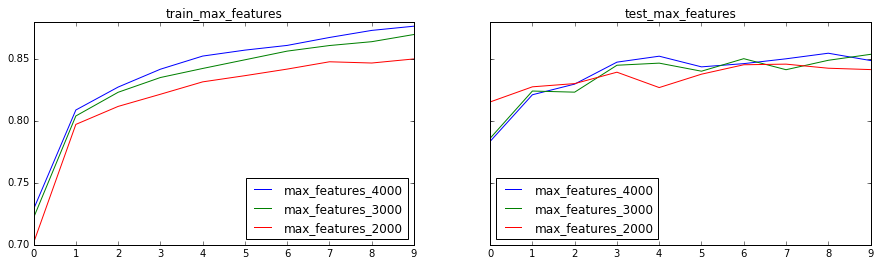 train_max_features
0.85
0.80
0.75
0.70
0 1 2 3 4 5 6 7 8 9
max_features_4000
max_features_3000
max_features_2000
test_max_features
0 1 2 3 4 5 6 7 8 9
max_features_4000
max_features_3000
max_features_2000